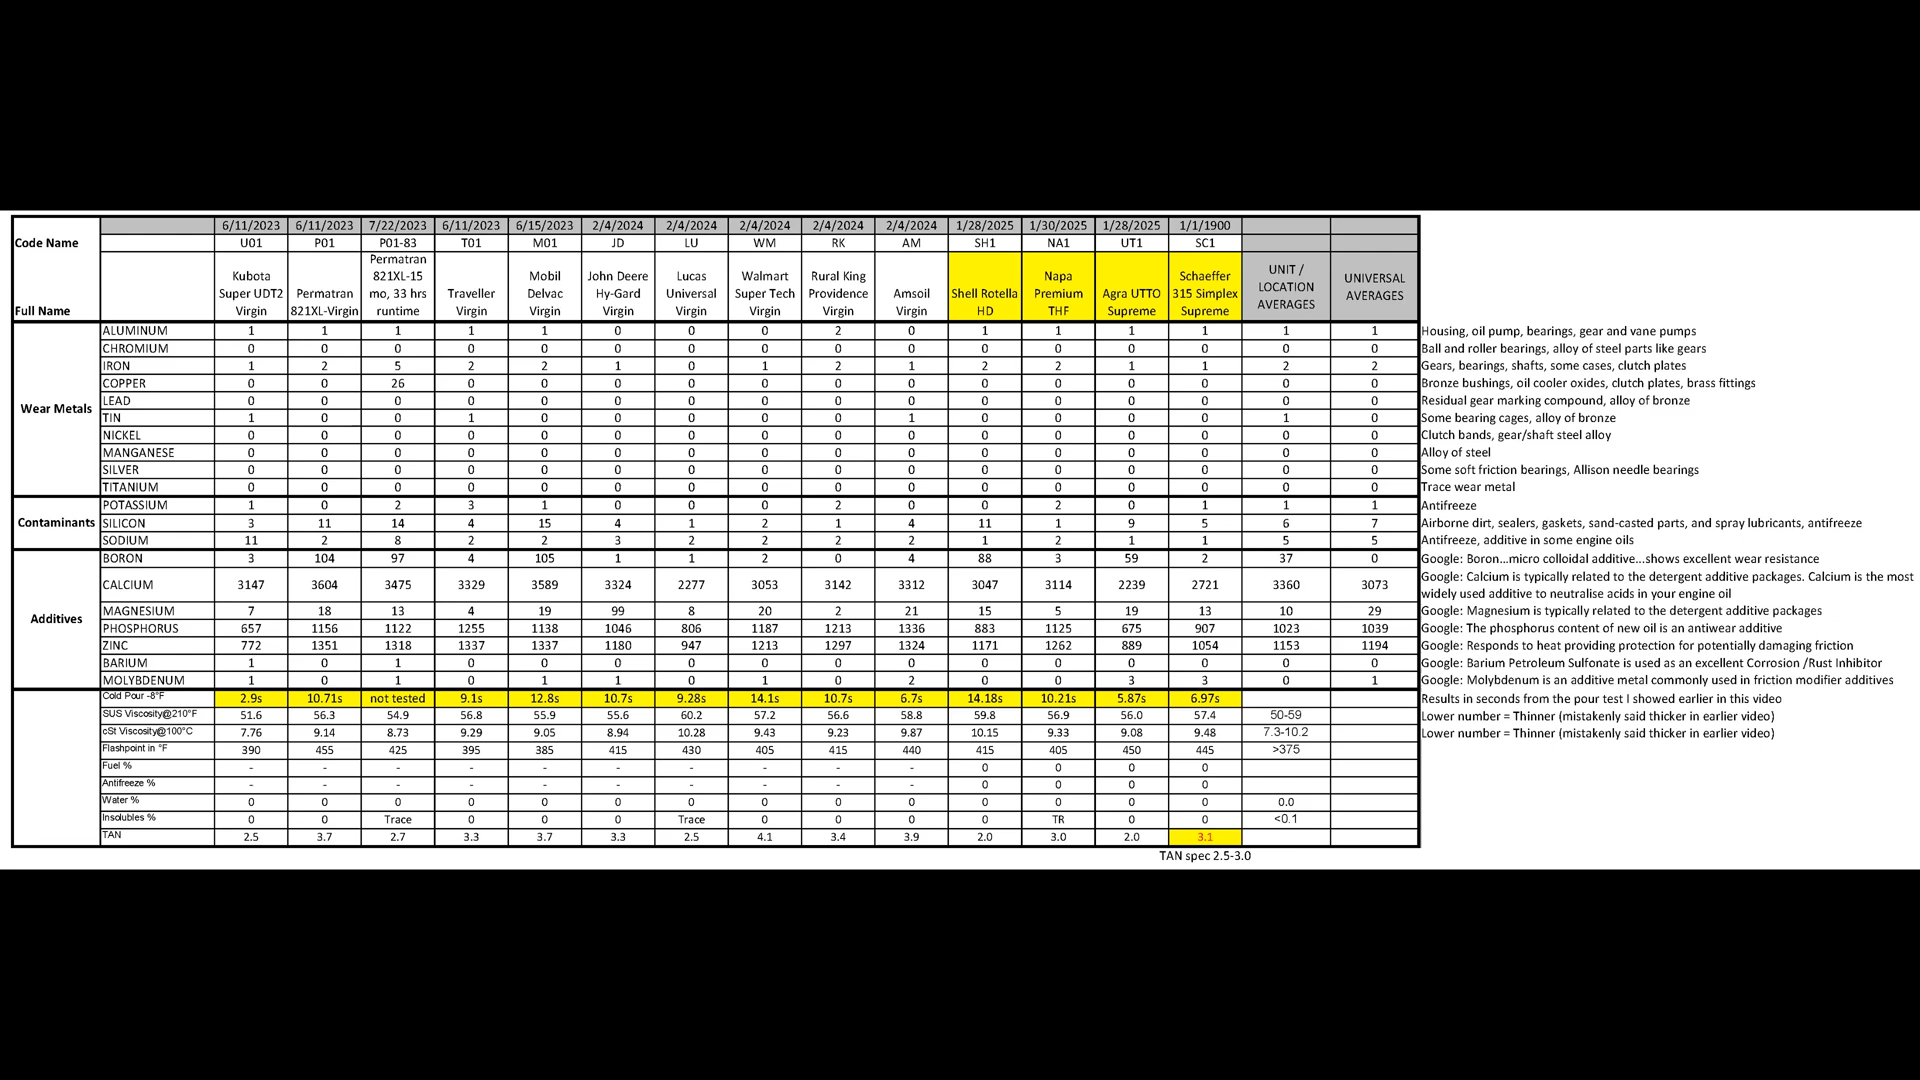 6/11/2023 6/11/2023 7/22/2023 6/11/2023 6/15/2023 2/4/2024 2/4/2024 2/4/2024 2/4/2024 2/4/2024 1/28/2025 1/30/2025 1/28/2025 1/1/1900
Code Name U01 P01 P01-83 T01 M01 JD LU WM RK AM SH1 NA1 UT1 SC1
Full Name Kubota Super UDT2 Virgin Permatran 821XL-Virgin Permatran 821XL-15 mo, 33 hrs runtime Traveller Virgin Mobil Delvac Virgin John Deere Hy-Gard Virgin Lucas Universal Virgin Walmart Super Tech Virgin Rural King Providence Virgin Amsoil Virgin Shell Rotella HD Napa Premium THF Agra UTTO Supreme Schaeffer 315 Simplex Supreme UNIT / LOCATION AVERAGES UNIVERSAL AVERAGES
Wear Metals
ALUMINUM 1 1 1 1 1 0 0 0 2 0 1 1 1 1 1 1 Housing, oil pump, bearings, gear and vane pumps
CHROMIUM 0 0 0 0 0 0 0 0 0 0 0 0 0 0 0 0 Ball and roller bearings, alloy of steel parts like gears
IRON 1 2 5 2 2 1 0 1 2 1 2 2 1 1 2 2 Gears, bearings, shafts, some cases, clutch plates
COPPER 0 0 26 0 0 0 0 0 0 0 0 0 0 0 0 0 Bronze bushings, oil cooler oxides, clutch plates, brass fittings
LEAD 0 0 0 0 0 0 0 0 0 0 0 0 0 0 0 0 Residual gear marking compound, alloy of bronze
TIN 1 0 0 1 0 0 0 0 0 1 0 0 0 0 1 0 Some bearing cages, alloy of bronze
NICKEL 0 0 0 0 0 0 0 0 0 0 0 0 0 0 0 0 Clutch bands, gear/shaft steel alloy
MANGANESE 0 0 0 0 0 0 0 0 0 0 0 0 0 0 0 0 Alloy of steel
SILVER 0 0 0 0 0 0 0 0 0 0 0 0 0 0 0 0 Some soft friction bearings, Allison needle bearings
TITANIUM 0 0 0 0 0 0 0 0 0 0 0 0 0 0 0 0 Trace wear metal
Contaminants
POTASSIUM 1 0 2 3 1 0 0 0 2 0 0 2 0 1 1 1 Antifreeze
SILICON 3 11 14 4 15 4 1 2 1 4 11 1 9 5 6 7 Airborne dirt, sealers, gaskets, sand-casted parts, and spray lubricants, antifreeze
SODIUM 11 2 8 2 2 3 2 2 2 2 1 2 1 1 5 5 Antifreeze, additive in some engine oils
Additives
BORON 3 104 97 4 105 1 1 2 0 4 88 3 59 2 37 0 Google: Boron...micro colloidal additive...shows excellent wear resistance
CALCIUM 3147 3604 3475 3329 3589 3324 2277 3053 3142 3312 3047 3114 2239 2721 3360 3073 Google: Calcium is typically related to the detergent additive packages. Calcium is the most
widely used additive to neutralise acids in your engine oil
MAGNESIUM 7 18 13 4 19 99 8 20 2 21 15 5 19 13 10 29 Google: Magnesium is typically related to the detergent additive packages
PHOSPHORUS 657 1156 1122 1255 1138 1046 806 1187 1213 1336 883 1125 675 907 1023 1039 Google: The phosphorus content of new oil is an antiwear additive
ZINC 772 1351 1318 1337 1337 1180 947 1213 1297 1324 1171 1262 889 1054 1153 1194 Google: Responds to heat providing protection for potentially damaging friction
BARIUM 1 0 1 0 0 0 0 0 0 0 0 0 0 0 0 0 Google: Barium Petroleum Sulfonate is used as an excellent Corrosion /Rust Inhibitor
MOLYBDENUM 1 0 1 0 1 1 0 1 0 2 0 0 3 3 0 1 Google: Molybdenum is an additive metal commonly used in friction modifier additives
Cold Pour -8°F 2.9s 10.71s not tested 9.1s 12.8s 10.7s 9.28s 14.1s 10.7s 6.7s 14.18s 10.21s 5.87s 6.97s Results in seconds from the pour test I showed earlier in this video
SUS Viscosity@210°F 51.6 56.3 54.9 56.8 55.9 55.6 60.2 57.2 56.6 58.8 59.8 56.9 56.0 57.4 50-59 Lower number = Thinner (mistakenly said thicker in earlier video)
cSt Viscosity@100°C 7.76 9.14 8.73 9.29 9.05 8.94 10.28 9.43 9.23 9.87 10.15 9.33 9.08 9.48 7.3-10.2 Lower number = Thinner (mistakenly said thicker in earlier video)
Flashpoint in °F 390 455 425 395 385 415 430 405 415 440 415 405 450 445 >375
Fuel % - - - - - - - - - - 0 0 0 0
Antifreeze % - - - - - - - - - - 0 0 0 0
Water % 0 0 0 0 0 0 0 0 0 0 0 0 0 0 0.0
Insolubles % 0 0 Trace 0 0 0 Trace 0 0 0 0 TR 0 0 <0.1
TAN 2.5 3.7 2.7 3.3 3.7 3.3 2.5 4.1 3.4 3.9 2.0 3.0 2.0 3.1
TAN spec 2.5-3.0